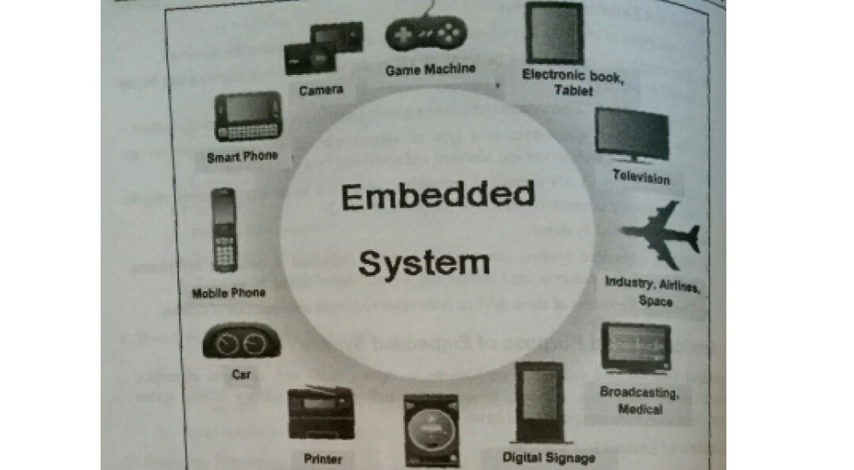 Game Machine
Camera
Electronic book,
Tablet
Smart Phone
Television
Embedded
System
Mobile Phone
Industry, Airlines,
Space
Car
Broadcasting,
Medical
Printer
Digital Signage